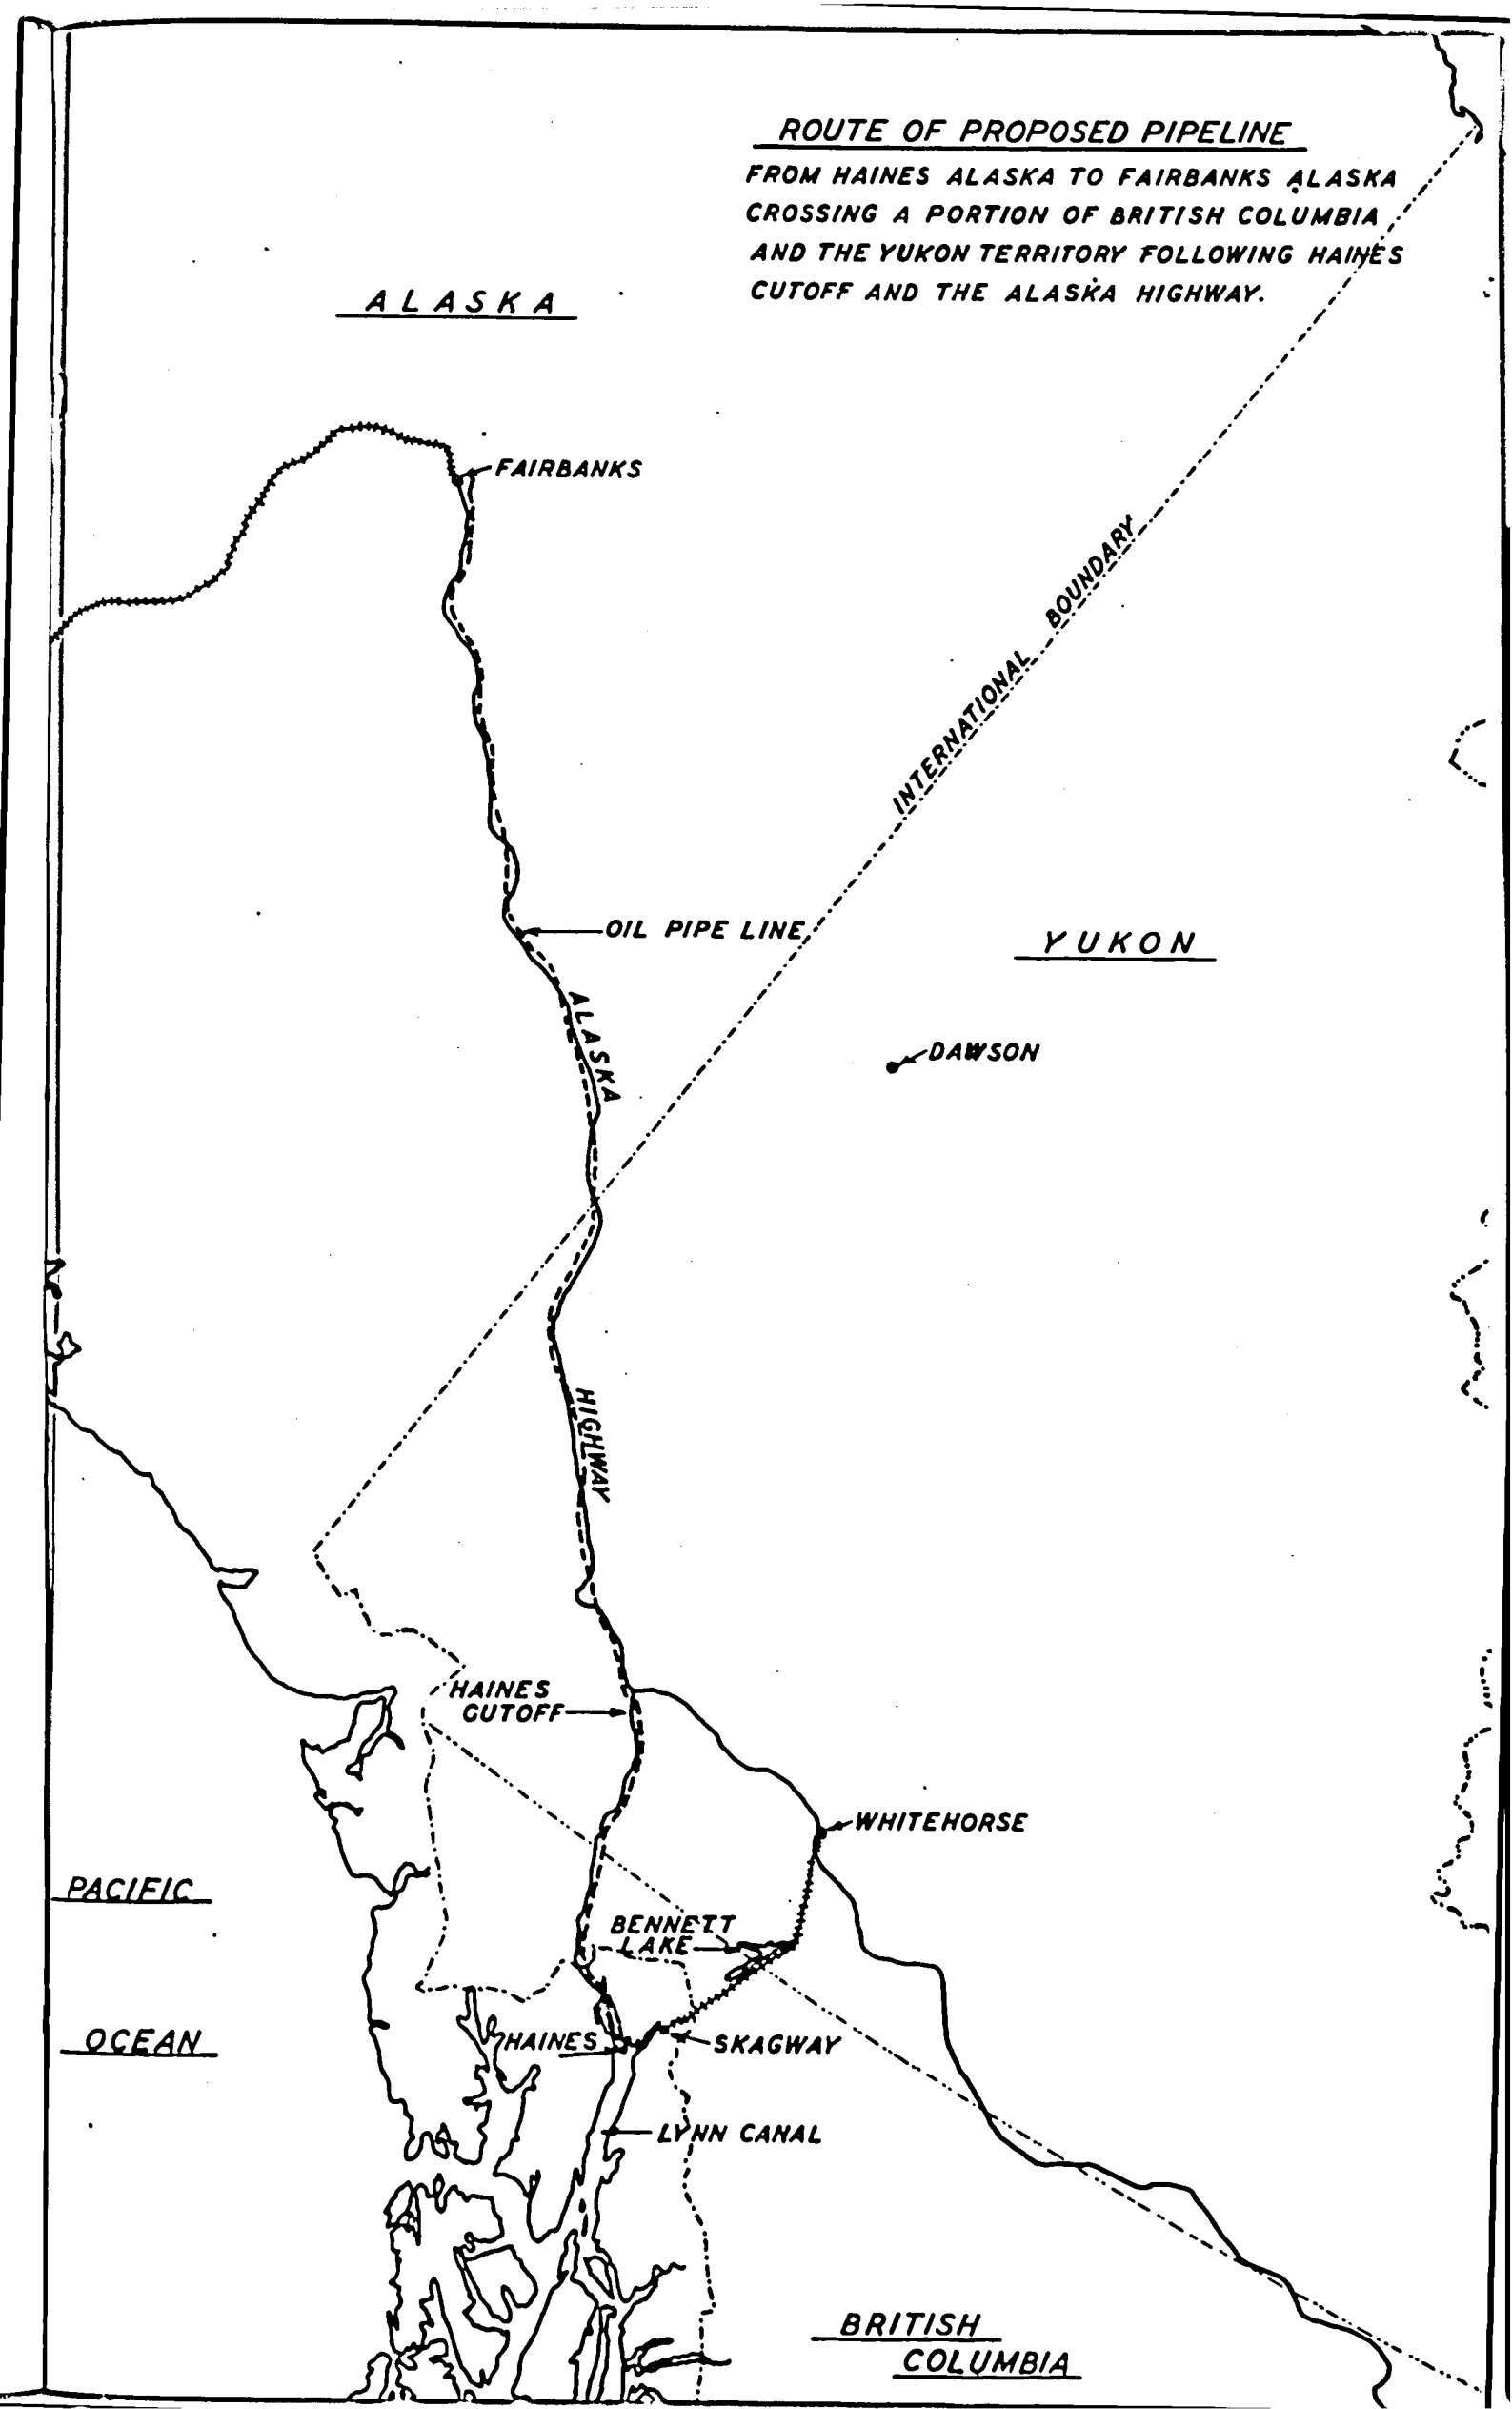 ROUTE OF PROPOSED PIPELINE
FROM HAINES ALASKA TO FAIRBANKS ALASKA
CROSSING A PORTION OF BRITISH COLUMBIA
AND THE YUKON TERRITORY FOLLOWING HAINES
CUTOFF AND THE ALASKA HIGHWAY.
ALASKA
FAIRBANKS
INTERNATIONAL BOUNDARY
OIL PIPE LINE
YUKON
ALASKA
DAWSON
HIGHWAY
HAINES
CUTOFF
WHITEHORSE
PACIFIC
BENNETT
LAKE
OCEAN
HAINES
SKAGWAY
LYNN CANAL
BRITISH
COLUMBIA